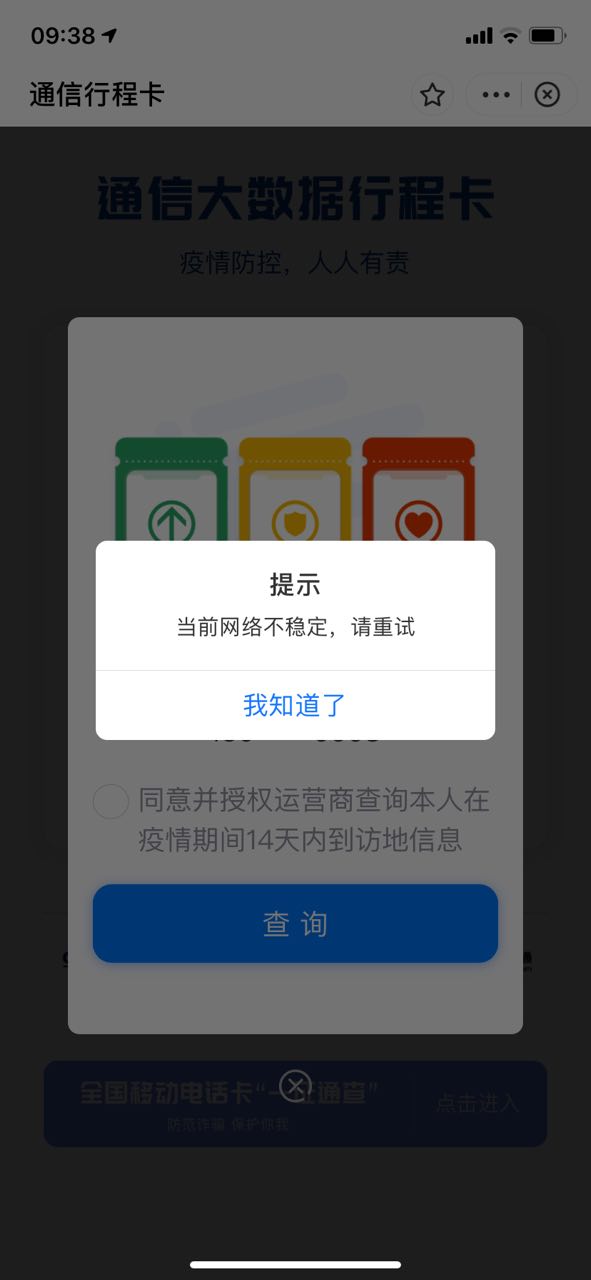 09:38
通信行程卡
通信大数据行程卡
疫情防控，人人有责
提示
当前网络不稳定，请重试
我知道了
同意并授权运营商查询本人在
疫情期间14天内到访地信息
查 询
全国移动电话卡“一证通查”
防范诈骗 保护你我
点击进入